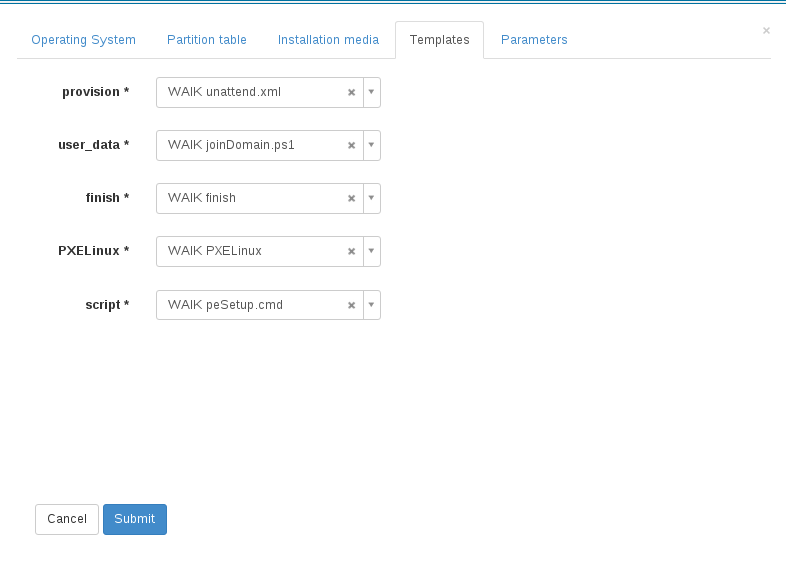 Operating System Partition table Installation media Templates Parameters ×
provision * WAIK unattend.xml ×
user_data * WAIK joinDomain.ps1 ×
finish * WAIK finish ×
PXELinux * WAIK PXELinux ×
script * WAIK peSetup.cmd ×
Cancel Submit